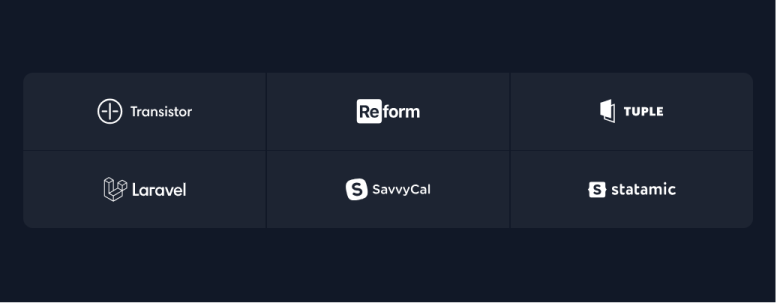 Transistor
Reform
TUPLE
Laravel
SavvyCal
statamic